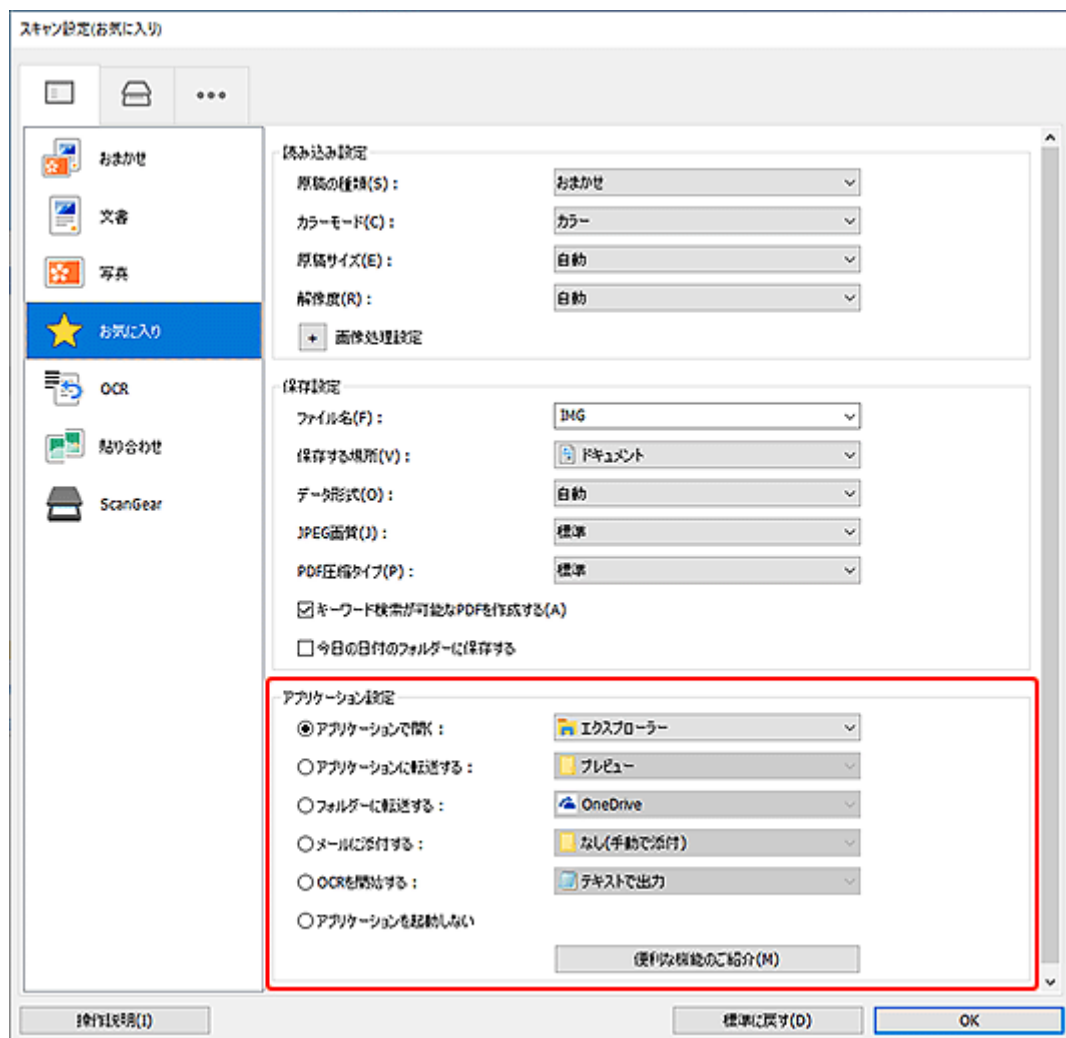 スキャン設定(お気に入り)
おまかせ
文書
写真
お気に入り
OCR
貼り合わせ
ScanGear
読み込み設定
原稿の種類(S)： おまかせ
カラーモード(C)： カラー
原稿サイズ(E)： 自動
解像度(R)： 自動
+ 画像処理設定
保存設定
ファイル名(F)： IMG
保存する場所(V)： ドキュメント
データ形式(O)： 自動
JPEG画質(J)： 標準
PDF圧縮タイプ(P)： 標準
キーワード検索が可能なPDFを作成する(A)
今日の日付のフォルダーに保存する
アプリケーション設定
アプリケーションで開く： エクスプローラー
アプリケーションに転送する： プレビュー
フォルダーに転送する： OneDrive
メールに添付する： なし(手動で添付)
OCRを開始する： テキストで出力
アプリケーションを起動しない
便利な機能のご紹介(M)
操作説明(I) 標準に戻す(D) OK